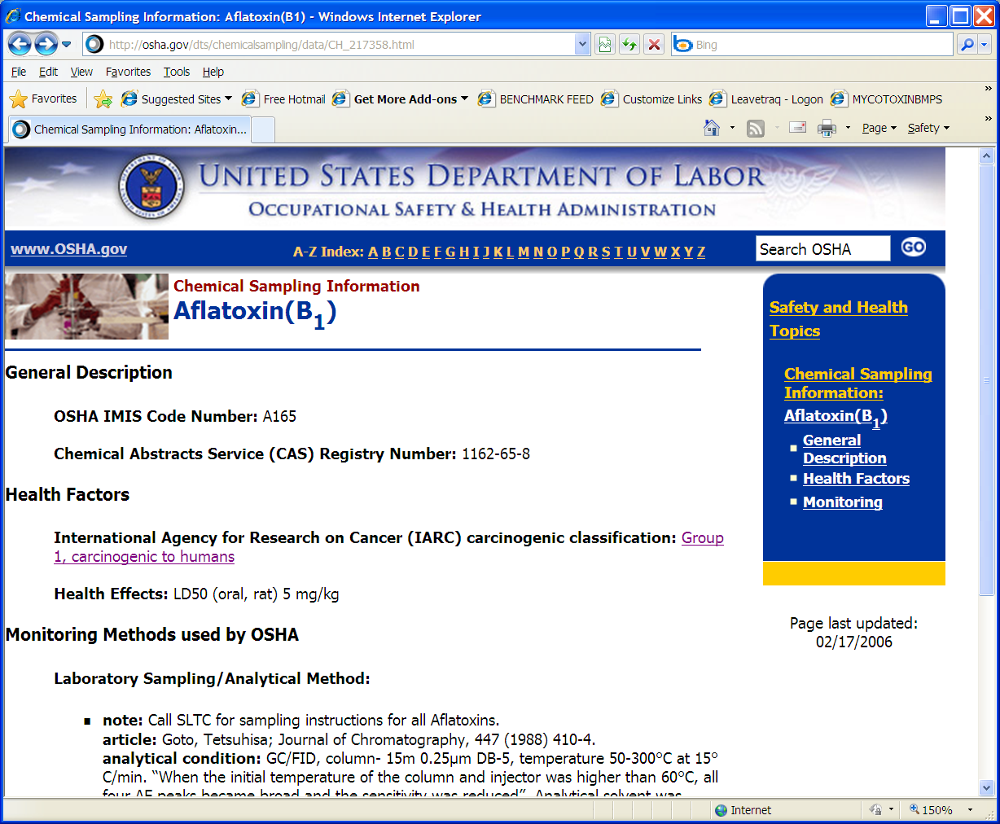 Chemical Sampling Information: Aflatoxin(B1) - Windows Internet Explorer
http://osha.gov/dts/chemicalsampling/data/CH_217358.html
Bing
File Edit View Favorites Tools Help
Favorites Suggested Sites Free Hotmail Get More Add-ons BENCHMARK FEED Customize Links Leavetraq - Logon MYCOTOXINBMPS
Chemical Sampling Information: Aflatoxin...
Page Safety
UNITED STATES DEPARTMENT OF LABOR
OCCUPATIONAL SAFETY & HEALTH ADMINISTRATION
www.OSHA.gov
A-Z Index: A B C D E F G H I J K L M N O P Q R S T U V W X Y Z
Search OSHA GO
Chemical Sampling Information
Aflatoxin(B1)
General Description
OSHA IMIS Code Number: A165
Chemical Abstracts Service (CAS) Registry Number: 1162-65-8
Health Factors
International Agency for Research on Cancer (IARC) carcinogenic classification: Group
1, carcinogenic to humans
Health Effects: LD50 (oral, rat) 5 mg/kg
Monitoring Methods used by OSHA
Laboratory Sampling/Analytical Method:
note: Call SLTC for sampling instructions for all Aflatoxins.
article: Goto, Tetsuhisa; Journal of Chromatography, 447 (1988) 410-4.
analytical condition: GC/FID, column- 15m 0.25µm DB-5, temperature 50-300°C at 15°
C/min. “When the initial temperature of the column and injector was higher than 60°C, all
four AF peaks became broad and the sensitivity was reduced”. Analytical solvent was
Safety and Health
Topics
Chemical Sampling
Information:
Aflatoxin(B1)
General
Description
Health Factors
Monitoring
Page last updated:
02/17/2006
Internet
150%